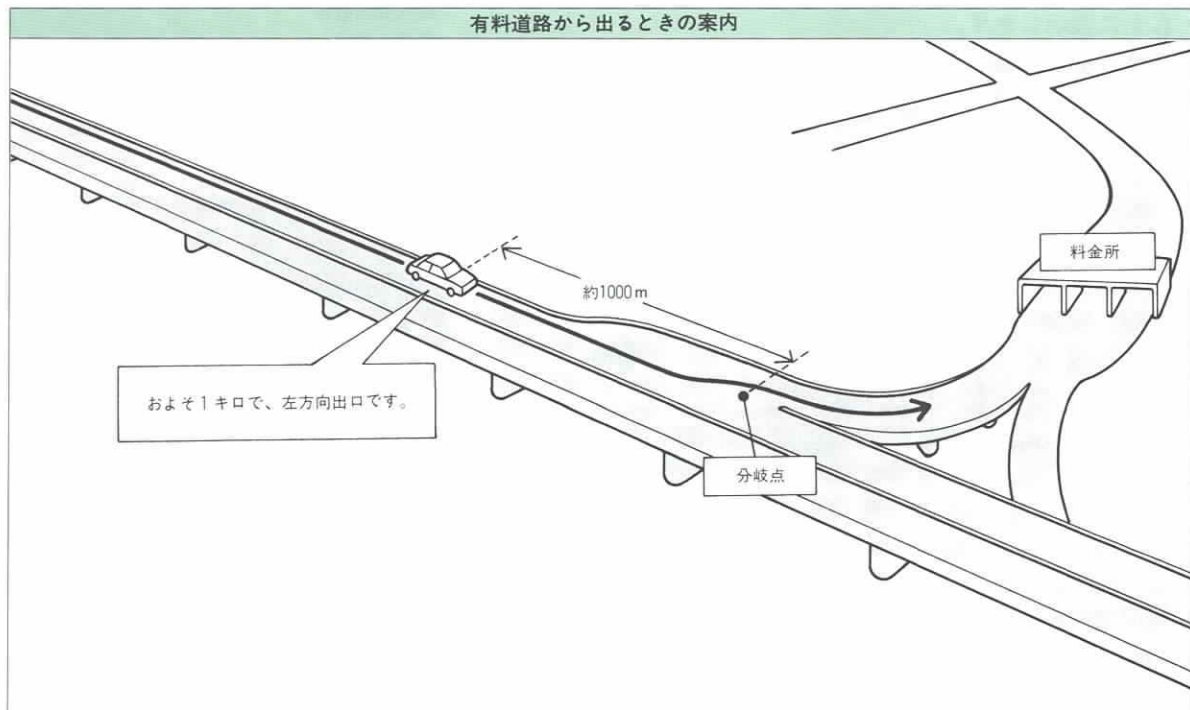 有料道路から出るときの案内
料金所
約1000m
およそ1キロで、左方向出口です。
分岐点